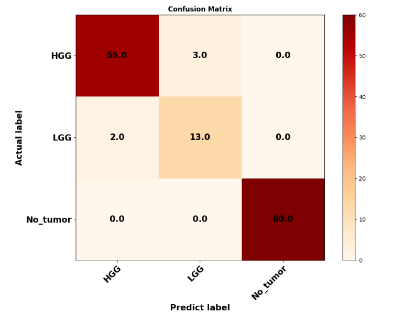 Confusion Matrix
60
HGG 55.0 3.0 0.0
50
40
Actual label
LGG 2.0 13.0 0.0
30
20
10
No_tumor 0.0 0.0 60.0
0
HGG LGG No_tumor
Predict label